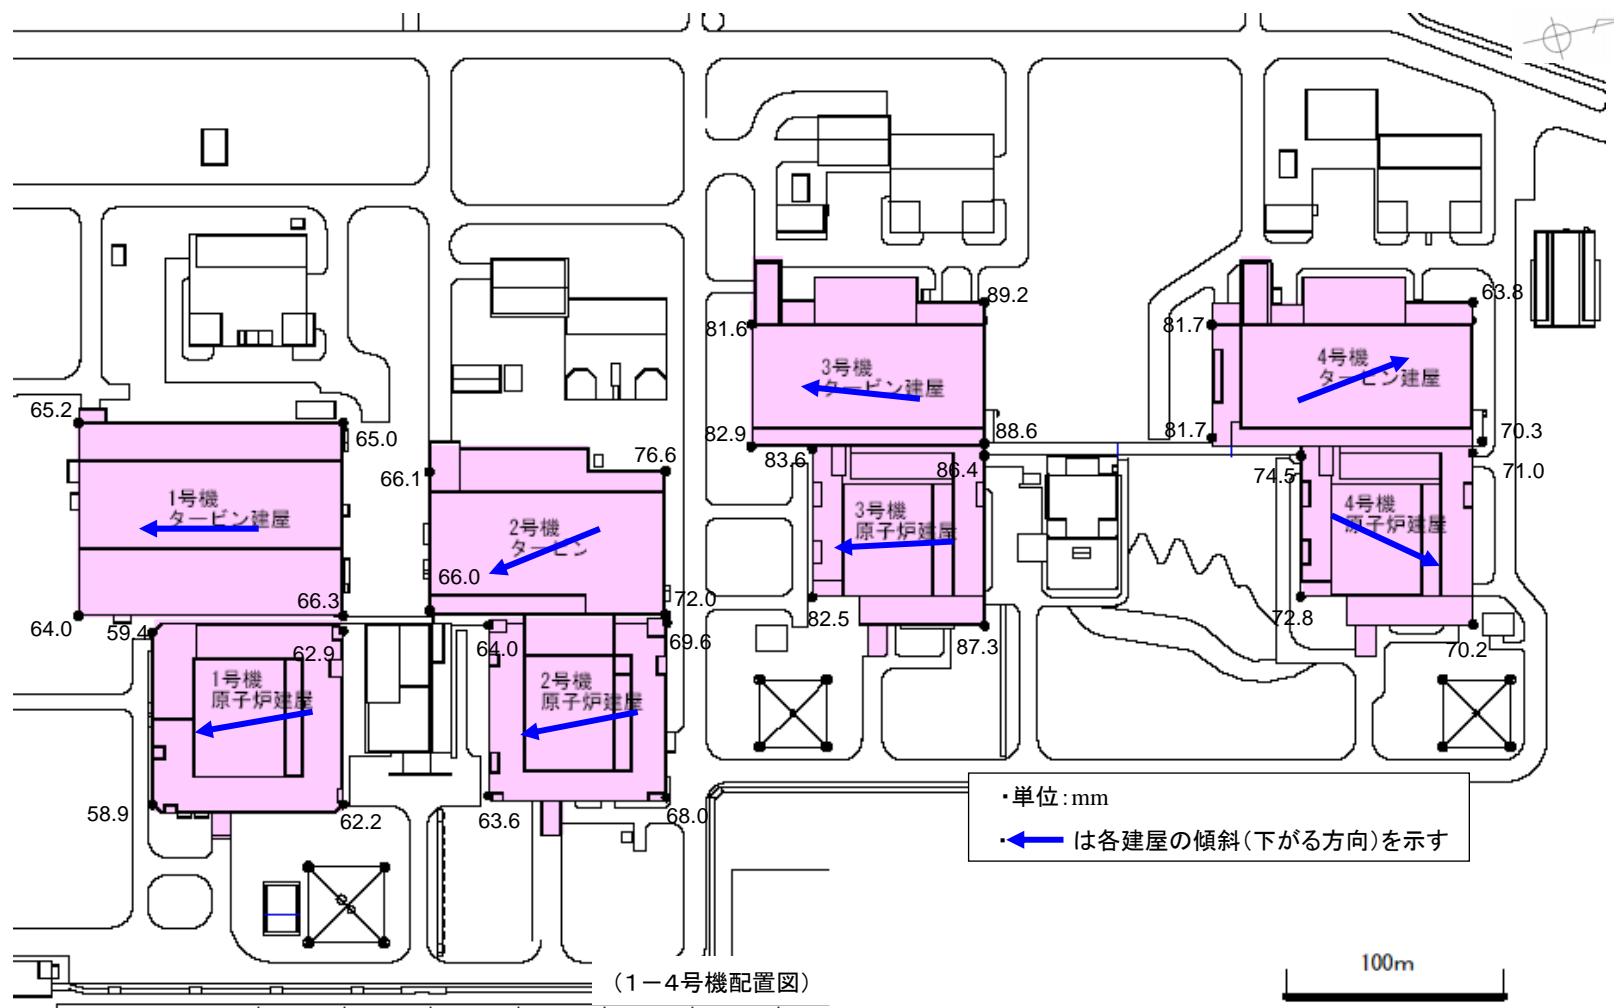 89.2
63.8
81.6
81.7
3号機
タービン建屋
4号機
タービン建屋
65.2
65.0
82.9
88.6
81.7
70.3
83.6
86.4
74.5
71.0
76.6
66.1
1号機
タービン建屋
2号機
タービン
3号機
原子炉建屋
4号機
原子炉建屋
66.0
66.3
72.0
82.5
72.8
64.0
59.4
62.9
64.0
69.6
87.3
70.2
1号機
原子炉建屋
2号機
原子炉建屋
58.9
62.2
63.6
68.0
・単位:mm
・は各建屋の傾斜(下がる方向)を示す
(1-4号機配置図)
100m